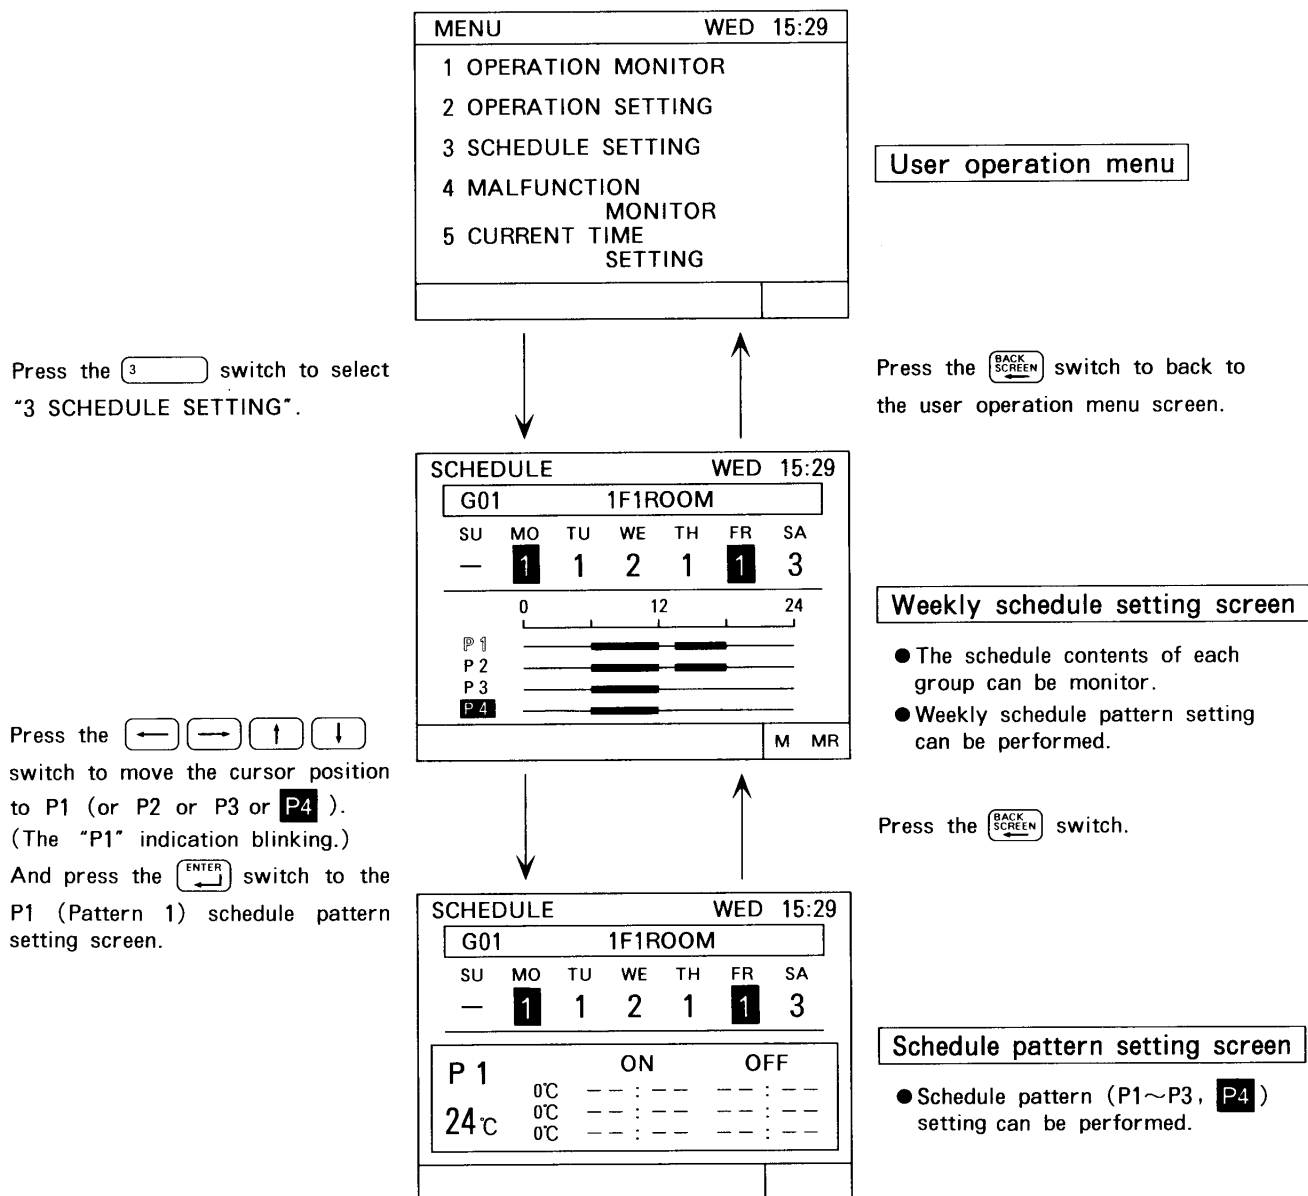 MENU WED 15:29
1 OPERATION MONITOR
2 OPERATION SETTING
3 SCHEDULE SETTING
4 MALFUNCTION
MONITOR
5 CURRENT TIME
SETTING
User operation menu
Press the 3 switch to select
"3 SCHEDULE SETTING".
Press the BACK SCREEN ← switch to back to
the user operation menu screen.
SCHEDULE WED 15:29
G01 1F1ROOM
SU MO TU WE TH FR SA
— 1 1 2 1 1 3
0 12 24
P1
P2
P3
P4
M MR
Weekly schedule setting screen
● The schedule contents of each
group can be monitor.
● Weekly schedule pattern setting
can be performed.
Press the ← → ↑ ↓
switch to move the cursor position
to P1 (or P2 or P3 or P4 ).
(The "P1" indication blinking.)
And press the ENTER ↵ switch to the
P1 (Pattern 1) schedule pattern
setting screen.
Press the BACK SCREEN ← switch.
SCHEDULE WED 15:29
G01 1F1ROOM
SU MO TU WE TH FR SA
— 1 1 2 1 1 3
P 1 ON OFF
0℃ – – : – – – – : – –
24℃ 0℃ – – : – – – – : – –
0℃ – – : – – – – : – –
Schedule pattern setting screen
● Schedule pattern (P1~P3, P4 )
setting can be performed.